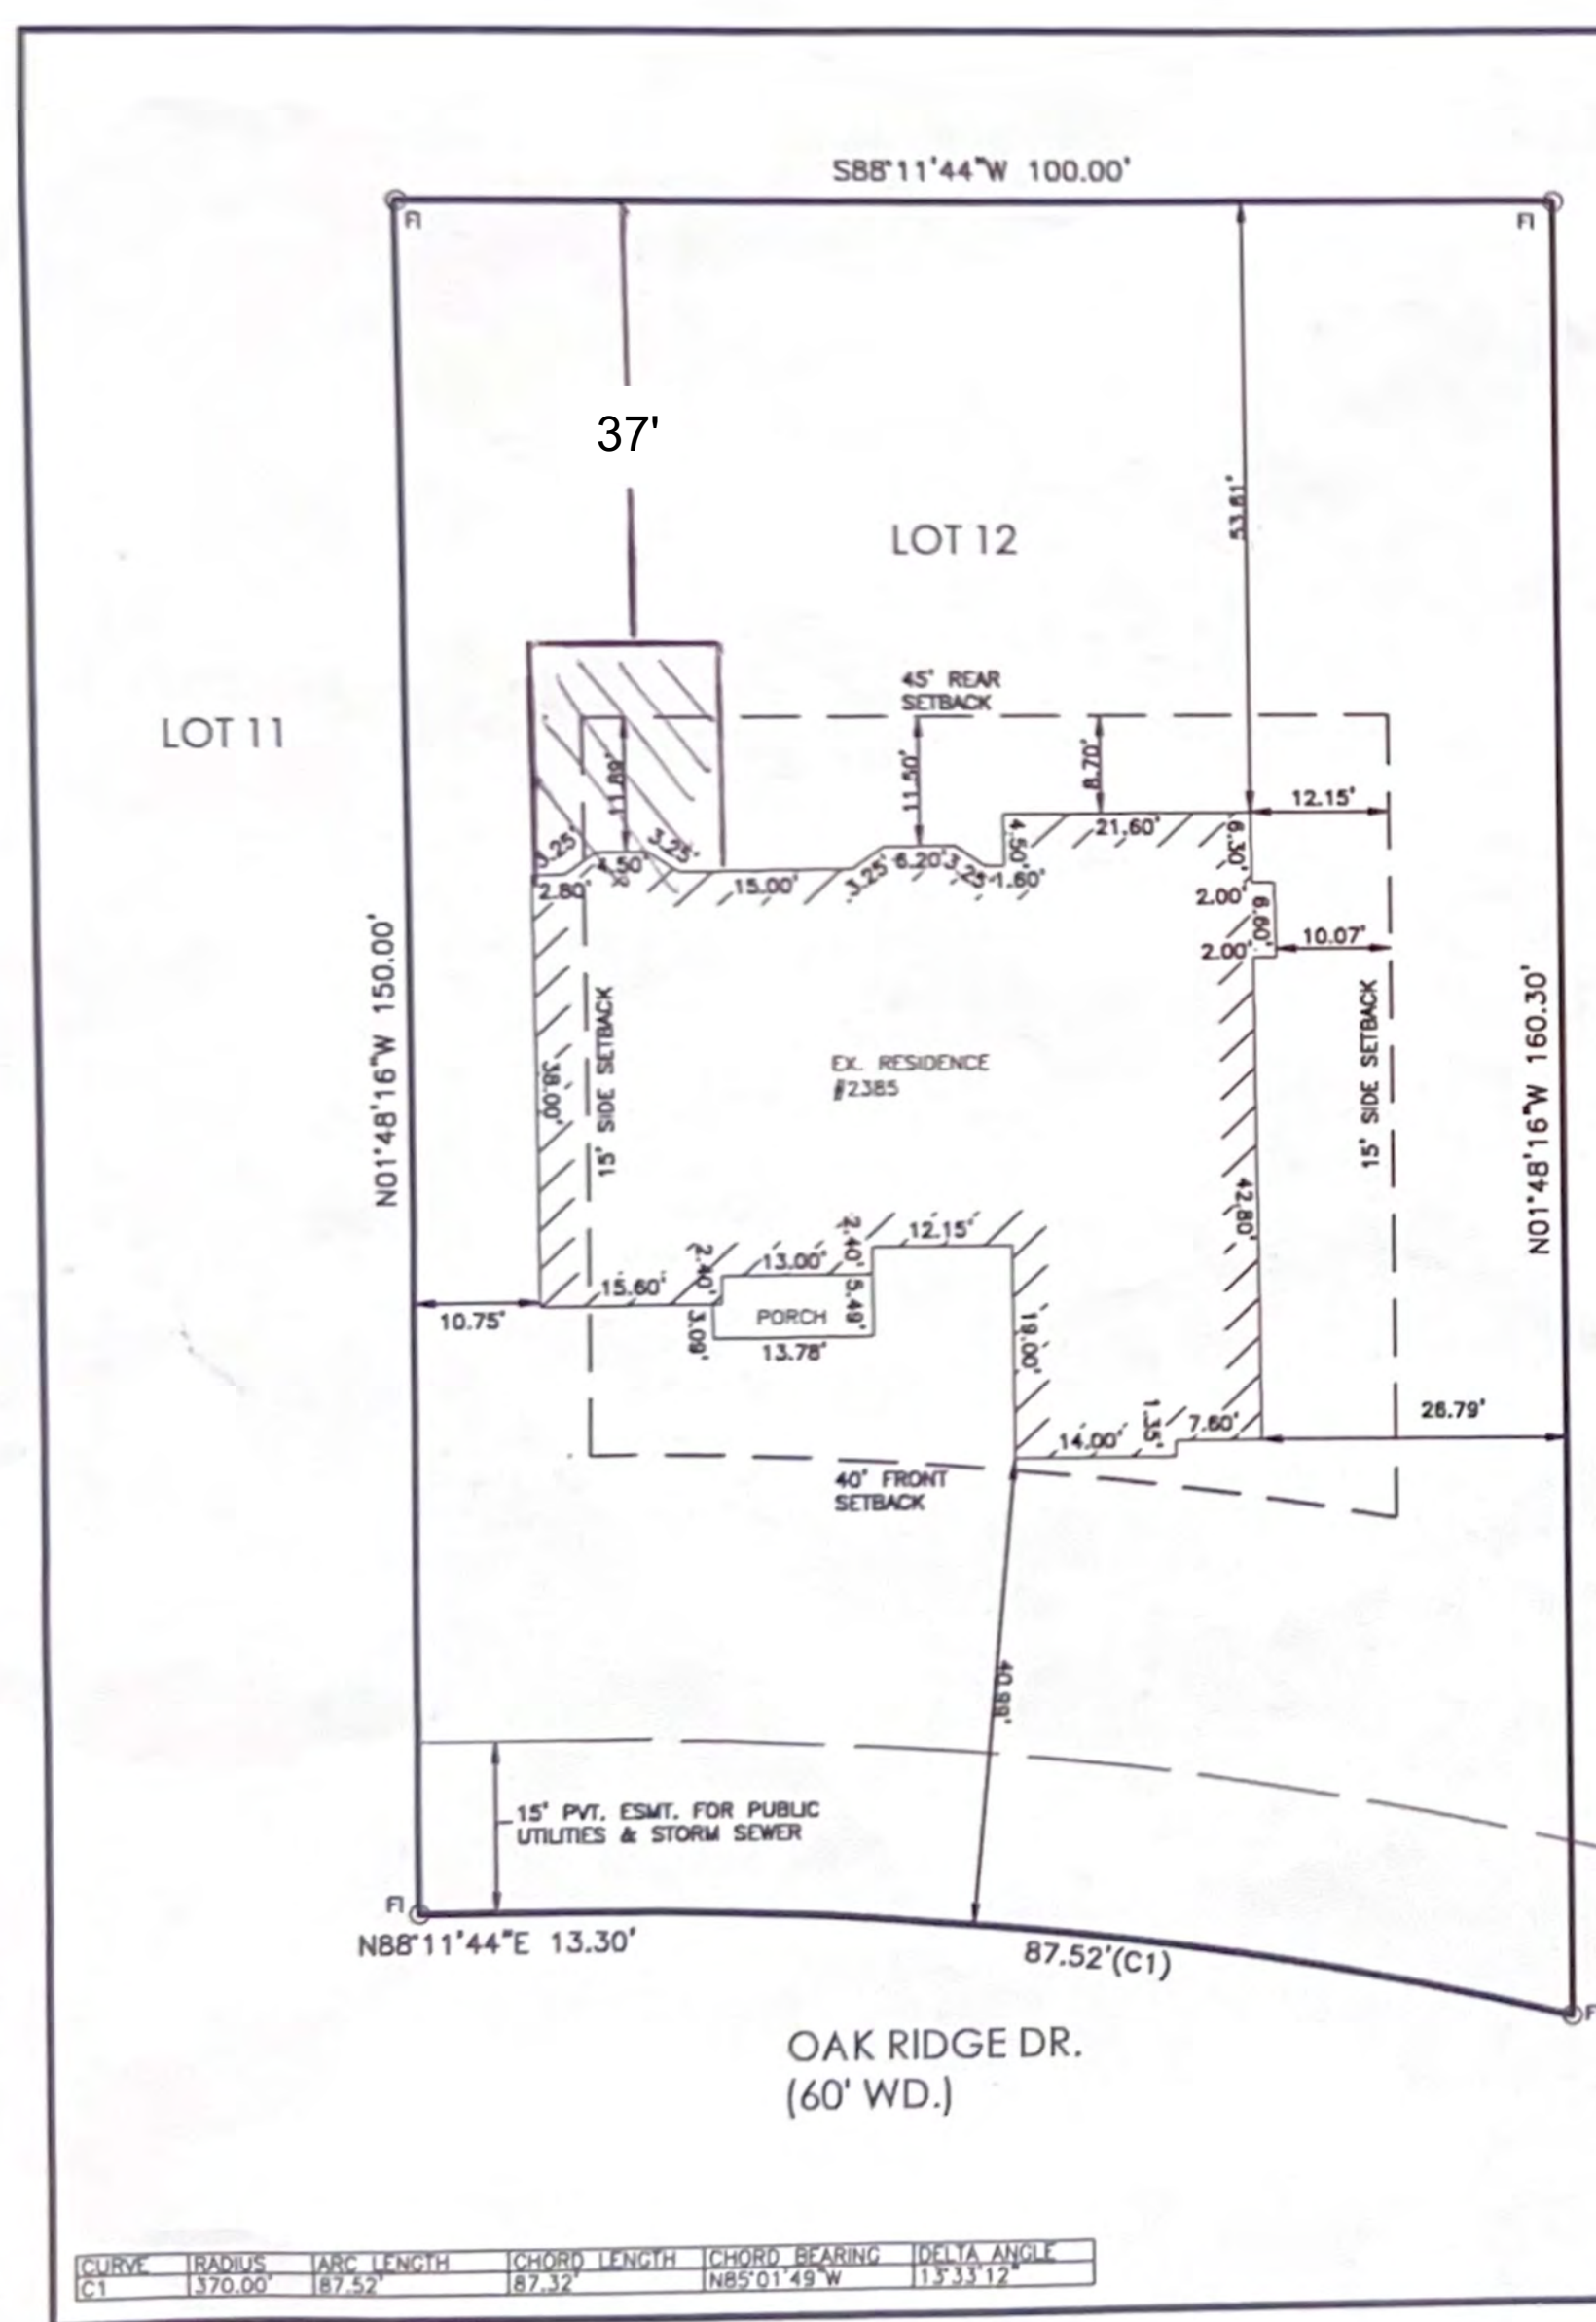 S88°11'44"W 100.00'
FI
FI
37'
53.81'
LOT 12
45' REAR
SETBACK
LOT 11
11.89'
11.50'
8.70'
12.15'
3.25'
3.25'
4.50'
21.60'
6.30'
4.50'
2.80'
15.00'
3.25'
6.20'
3.25'
1.60'
2.00'
6.60'
2.00'
10.07'
N01°48'16"W 150.00'
38.00'
15' SIDE SETBACK
EX. RESIDENCE
#2385
15' SIDE SETBACK
N01°48'16"W 160.30'
42.80'
2.40'
13.00'
2.40'
12.15'
15.60'
10.75'
3.09'
PORCH
5.49'
13.78'
19.00'
14.00'
1.35'
7.60'
26.79'
40' FRONT
SETBACK
40.99'
15' PVT. ESMT. FOR PUBLIC
UTILITIES & STORM SEWER
FI
N88°11'44"E 13.30'
87.52'(C1)
F
OAK RIDGE DR.
(60' WD.)
CURVE RADIUS ARC LENGTH CHORD LENGTH CHORD BEARING DELTA ANGLE
C1 370.00' 87.52' 87.32' N85°01'49"W 13°33'12"